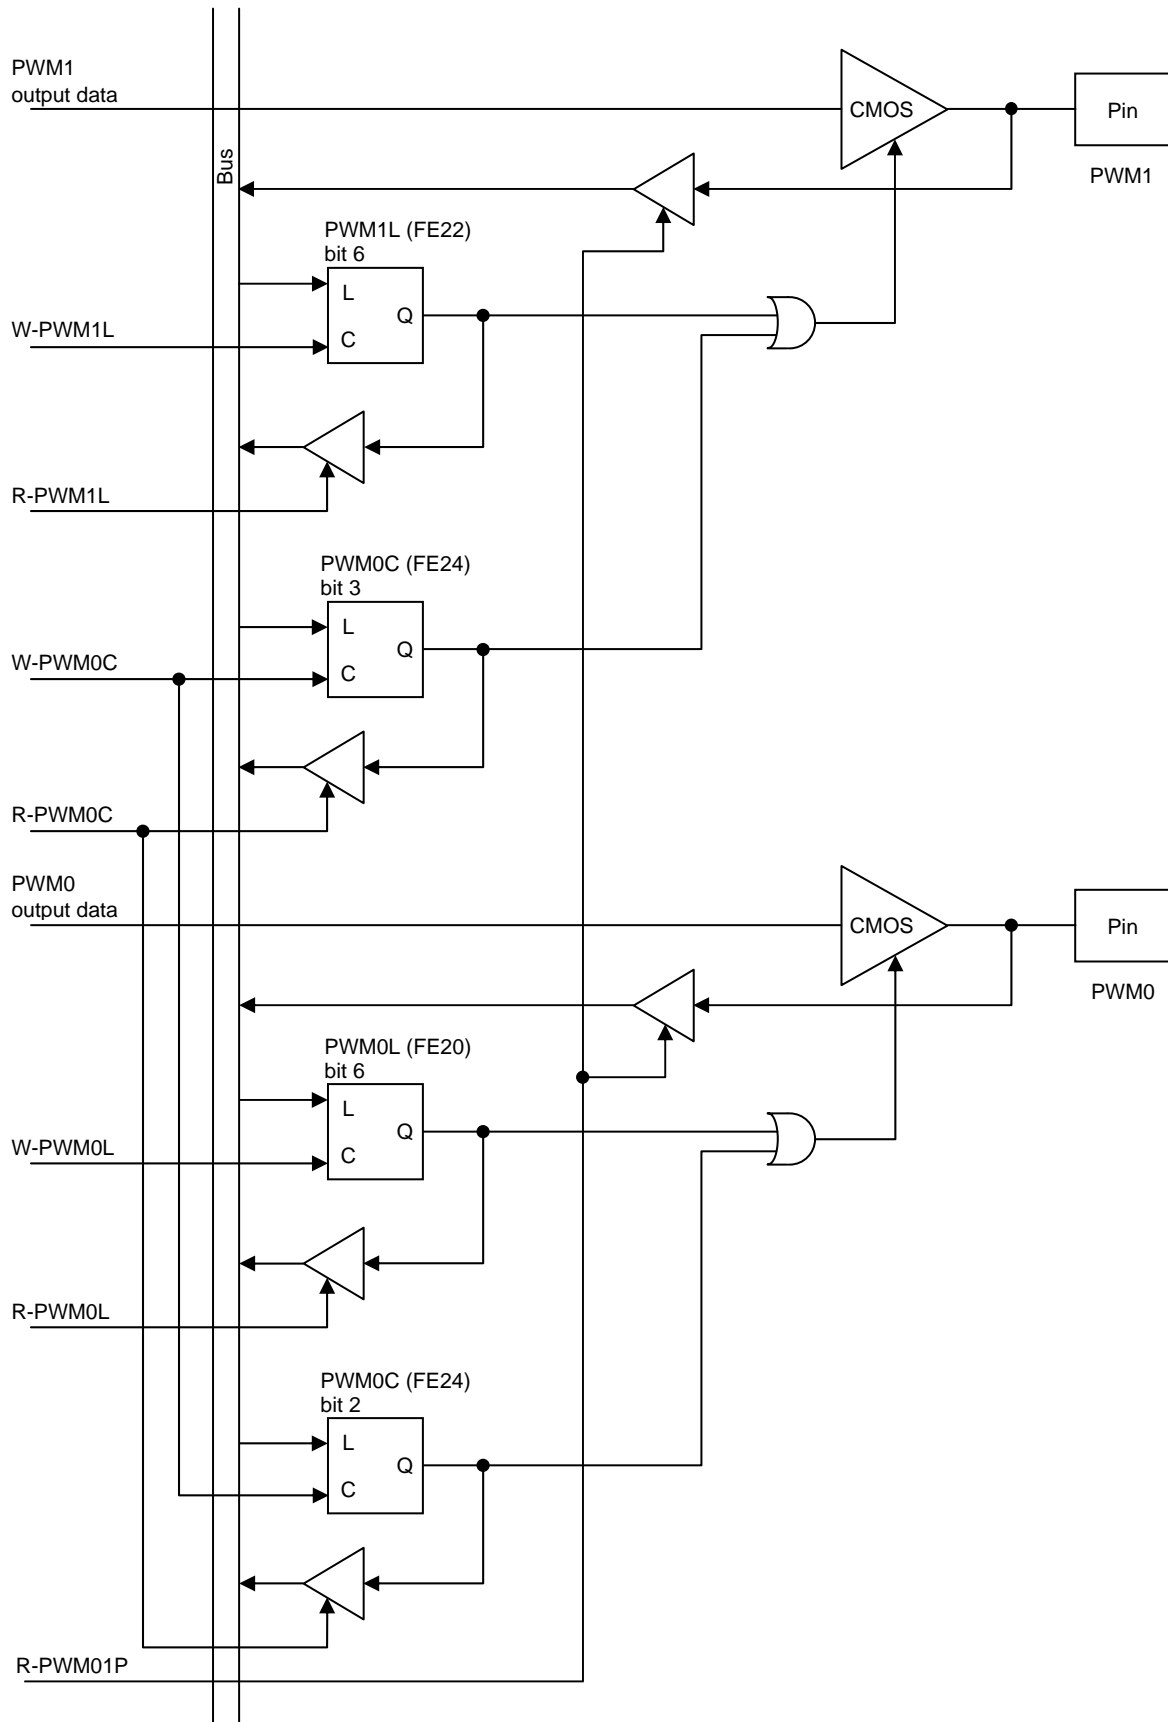 PWM1
output data
CMOS
Pin
PWM1
Bus
PWM1L (FE22)
bit 6
L
Q
C
W-PWM1L
R-PWM1L
PWM0C (FE24)
bit 3
L
Q
C
W-PWM0C
R-PWM0C
PWM0
output data
CMOS
Pin
PWM0
PWM0L (FE20)
bit 6
L
Q
C
W-PWM0L
R-PWM0L
PWM0C (FE24)
bit 2
L
Q
C
R-PWM01P